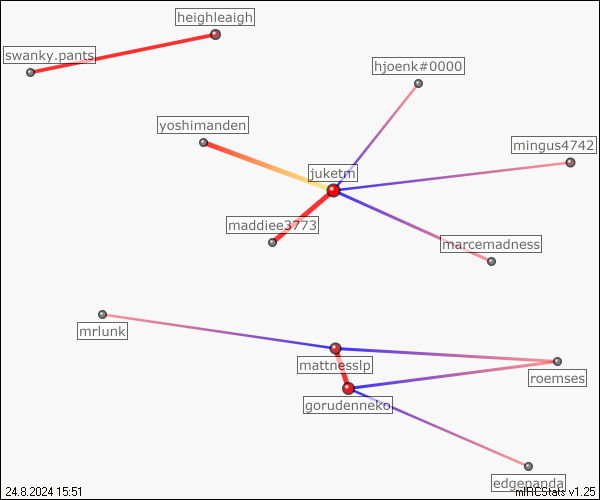 heighleaigh
swanky.pants
hjoenk#0000
yoshimanden
mingus4742
juketm
maddiee3773
marcemadness
mrlunk
mattnesslp
roemses
gorudenneko
edgepanda
24.8.2024 15:51
mIRCStats v1.25